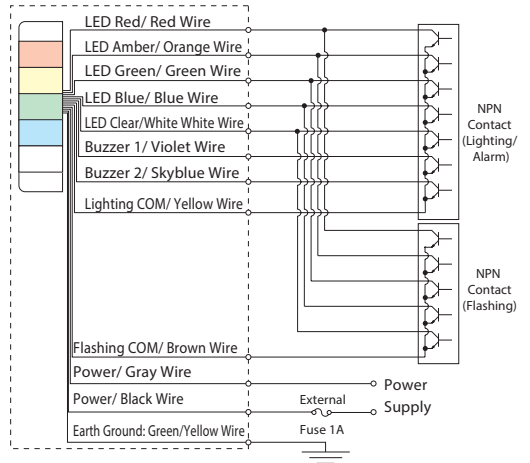 LED Red/ Red Wire
LED Amber/ Orange Wire
LED Green/ Green Wire
LED Blue/ Blue Wire
LED Clear/White White Wire
Buzzer 1/ Violet Wire
Buzzer 2/ Skyblue Wire
Lighting COM/ Yellow Wire
NPN
Contact
(Lighting/
Alarm)
NPN
Contact
(Flashing)
Flashing COM/ Brown Wire
Power/ Gray Wire
Power/ Black Wire
Earth Ground: Green/Yellow Wire
External
Fuse 1A
Power
Supply